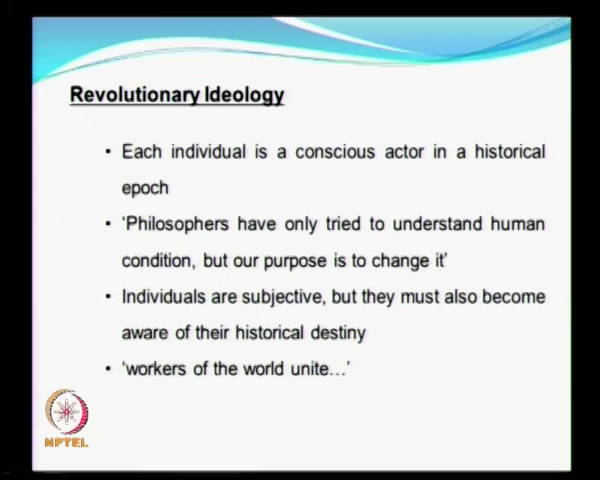 Revolutionary Ideology
• Each individual is a conscious actor in a historical
epoch
• ‘Philosophers have only tried to understand human
condition, but our purpose is to change it’
• Individuals are subjective, but they must also become
aware of their historical destiny
• ‘workers of the world unite…’
NPTEL